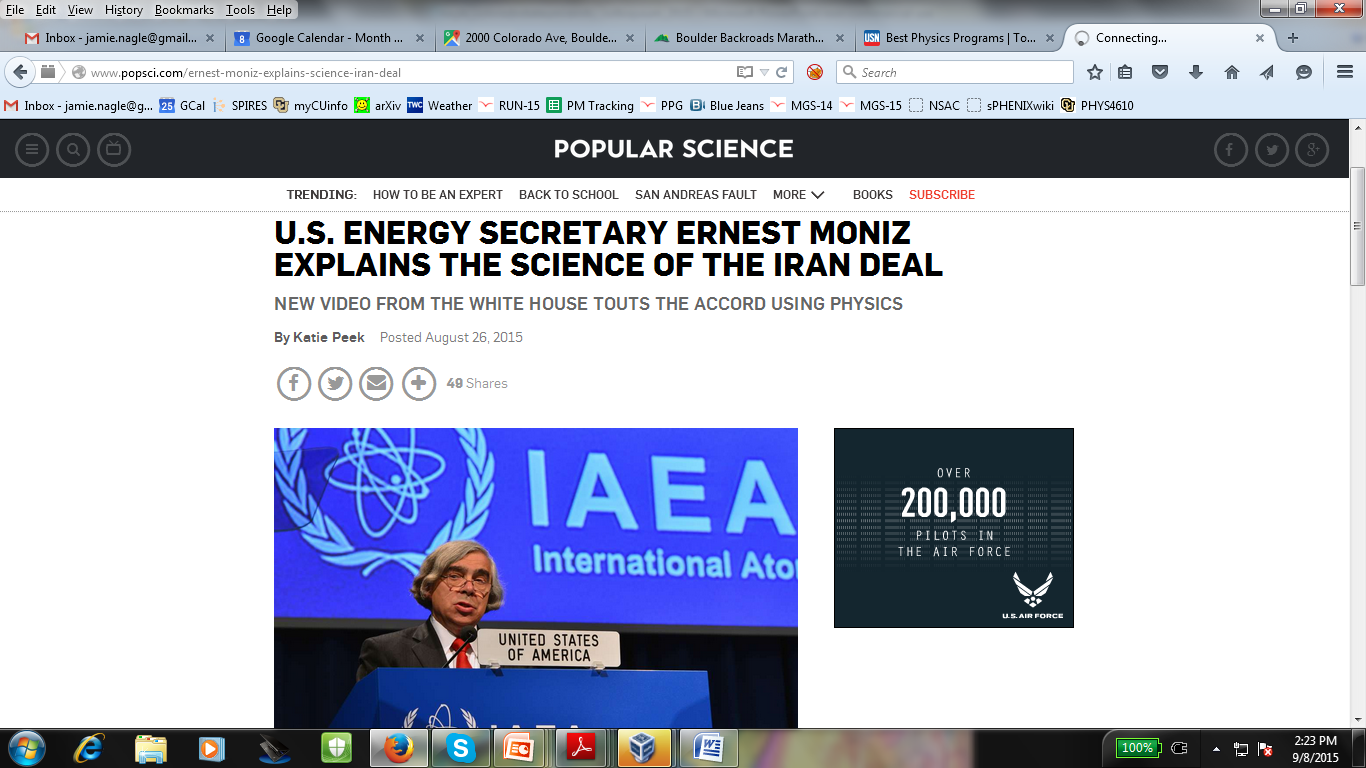 File Edit View History Bookmarks Tools Help
Inbox - jamie.nagle@gmail... Google Calendar - Month ... 2000 Colorado Ave, Boulde... Boulder Backroads Marath... Best Physics Programs | To... Connecting...
www.popsci.com/ernest-moniz-explains-science-iran-deal Search
Inbox - jamie.nagle@g... GCal SPIRES myCUinfo arXiv Weather RUN-15 PM Tracking PPG Blue Jeans MGS-14 MGS-15 NSAC sPHENIXwiki PHYS4610
POPULAR SCIENCE
TRENDING: HOW TO BE AN EXPERT BACK TO SCHOOL SAN ANDREAS FAULT MORE BOOKS SUBSCRIBE
U.S. ENERGY SECRETARY ERNEST MONIZ
EXPLAINS THE SCIENCE OF THE IRAN DEAL
NEW VIDEO FROM THE WHITE HOUSE TOUTS THE ACCORD USING PHYSICS
By Katie Peek Posted August 26, 2015
49 Shares
IAEA
International Ato
UNITED STATES
OF AMERICA
IAEA
OVER
200,000
PILOTS IN
THE AIR FORCE
U.S. AIR FORCE
100%
2:23 PM
9/8/2015